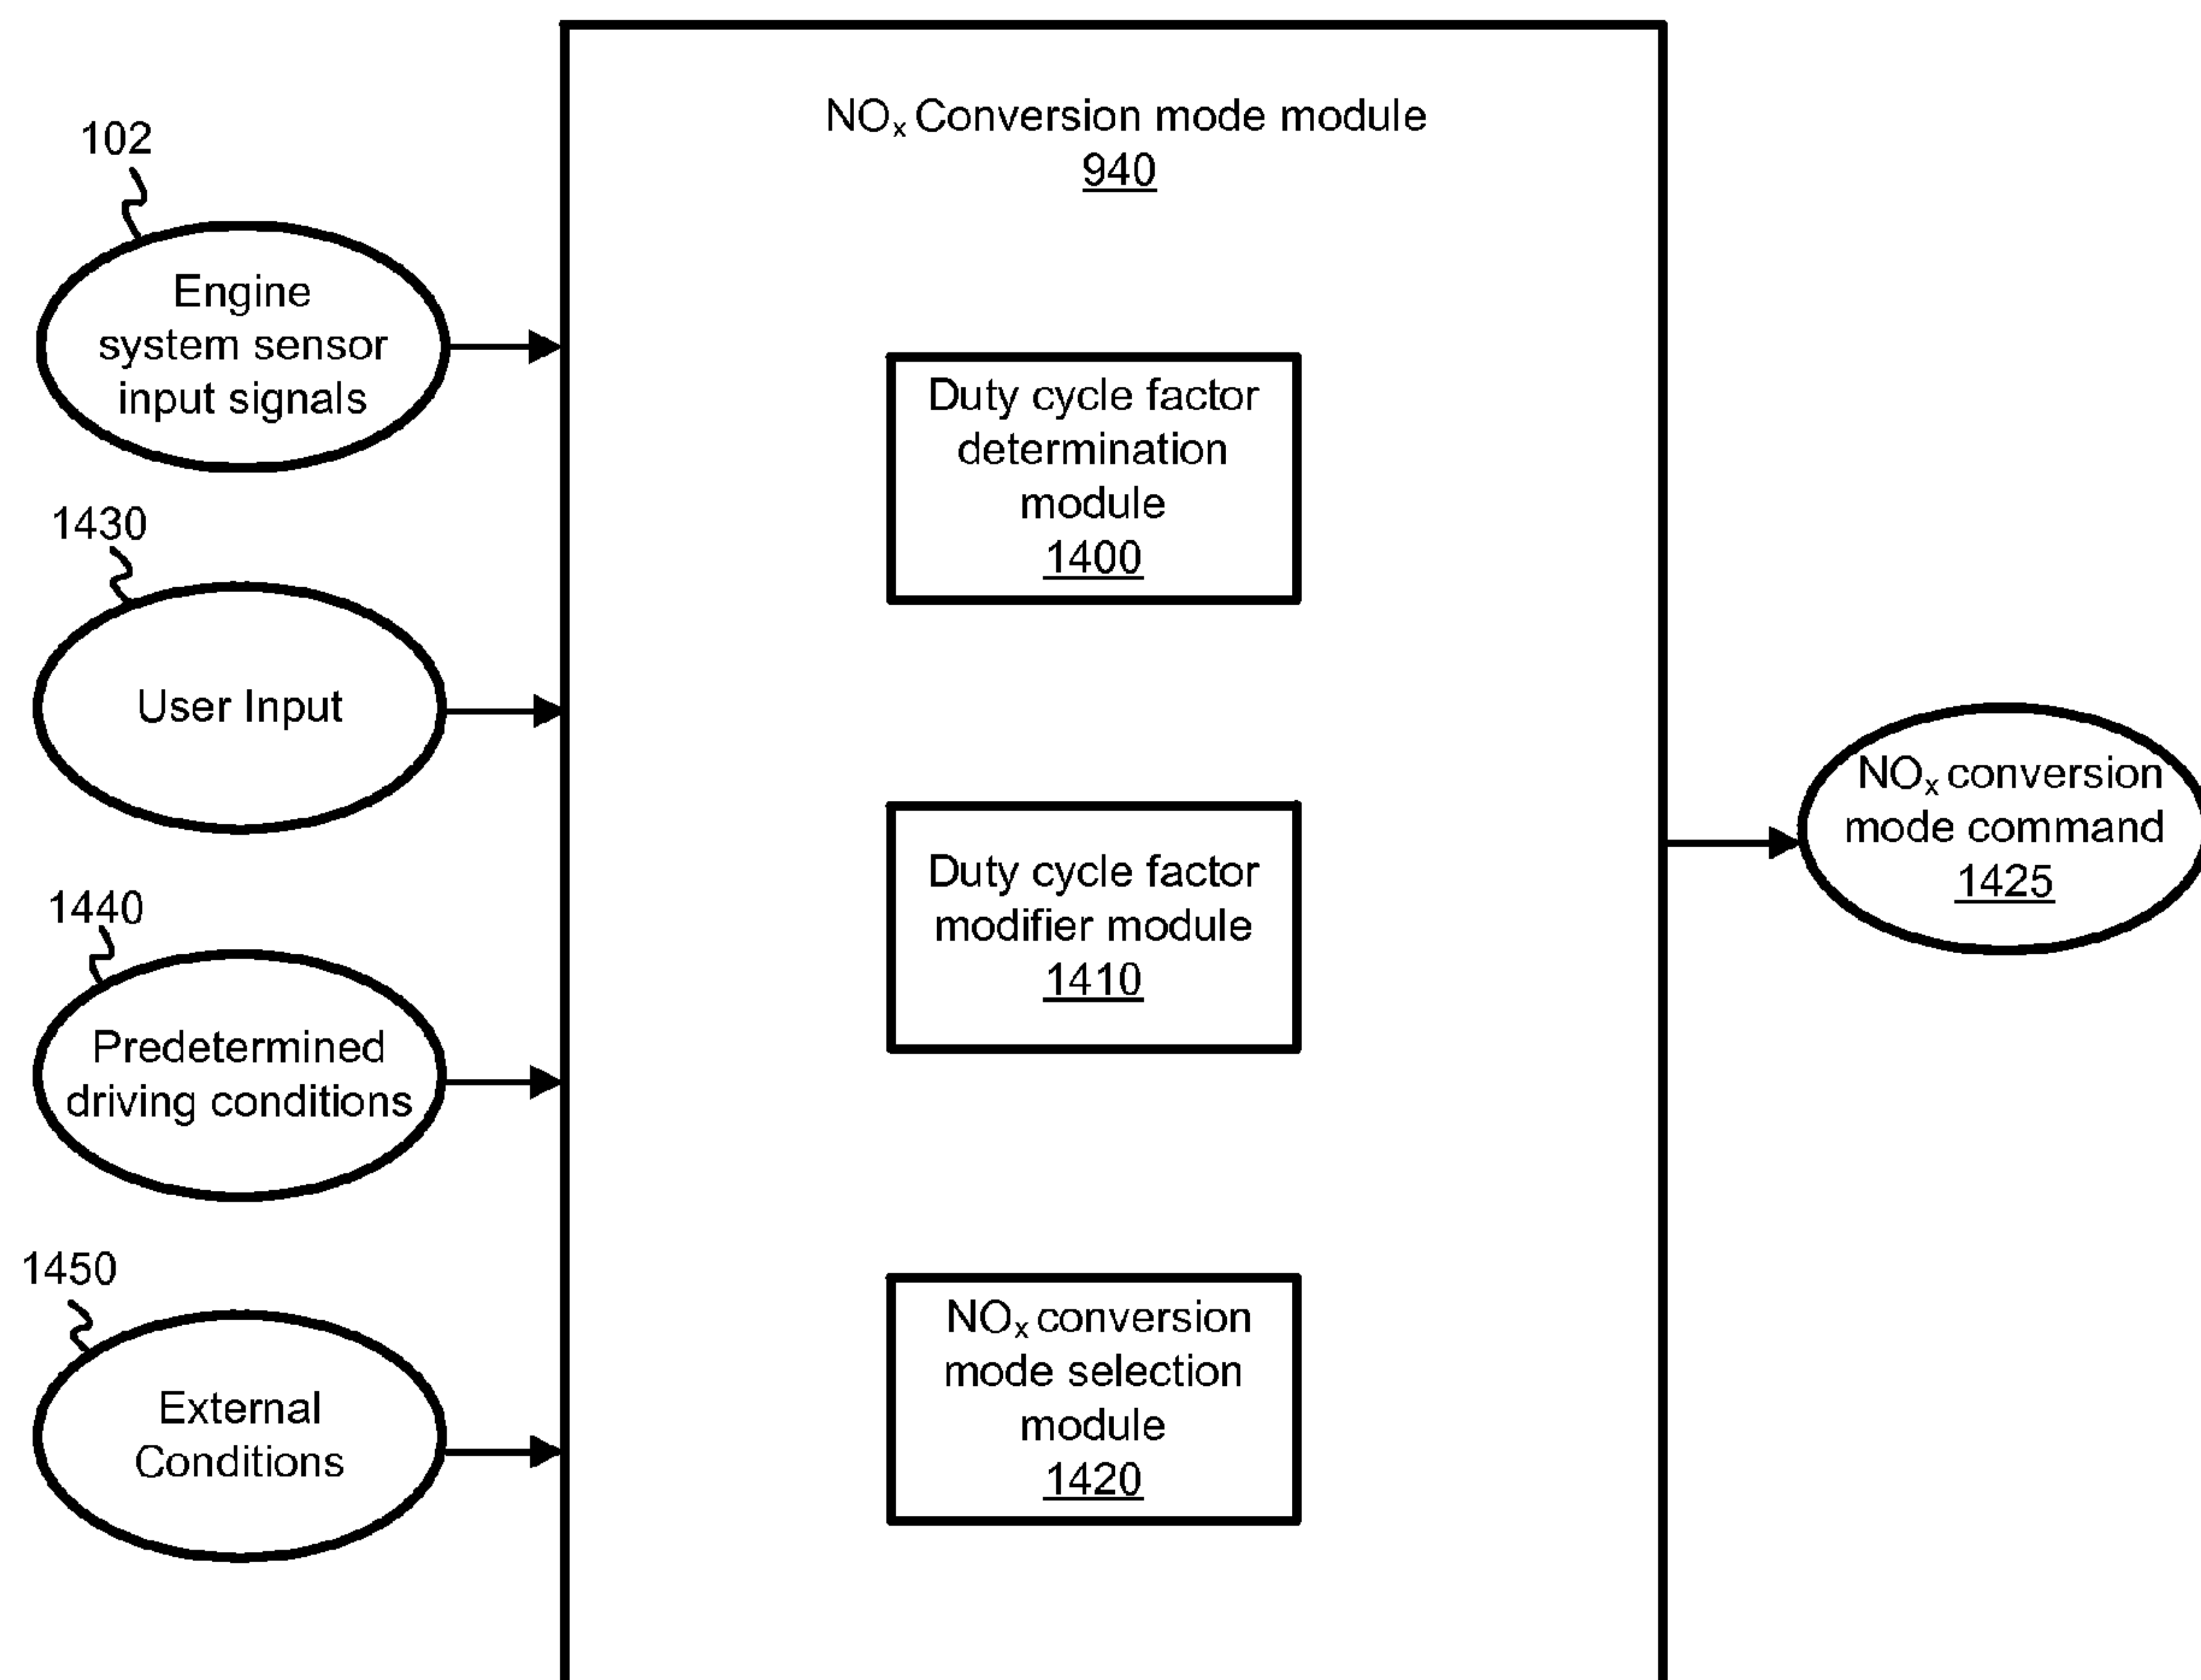 NOₓ Conversion mode module
940
102
Engine
system sensor
input signals
1430
User Input
1440
Predetermined
driving conditions
1450
External
Conditions
Duty cycle factor
determination
module
1400
Duty cycle factor
modifier module
1410
NOₓ conversion
mode selection
module
1420
NOₓ conversion
mode command
1425